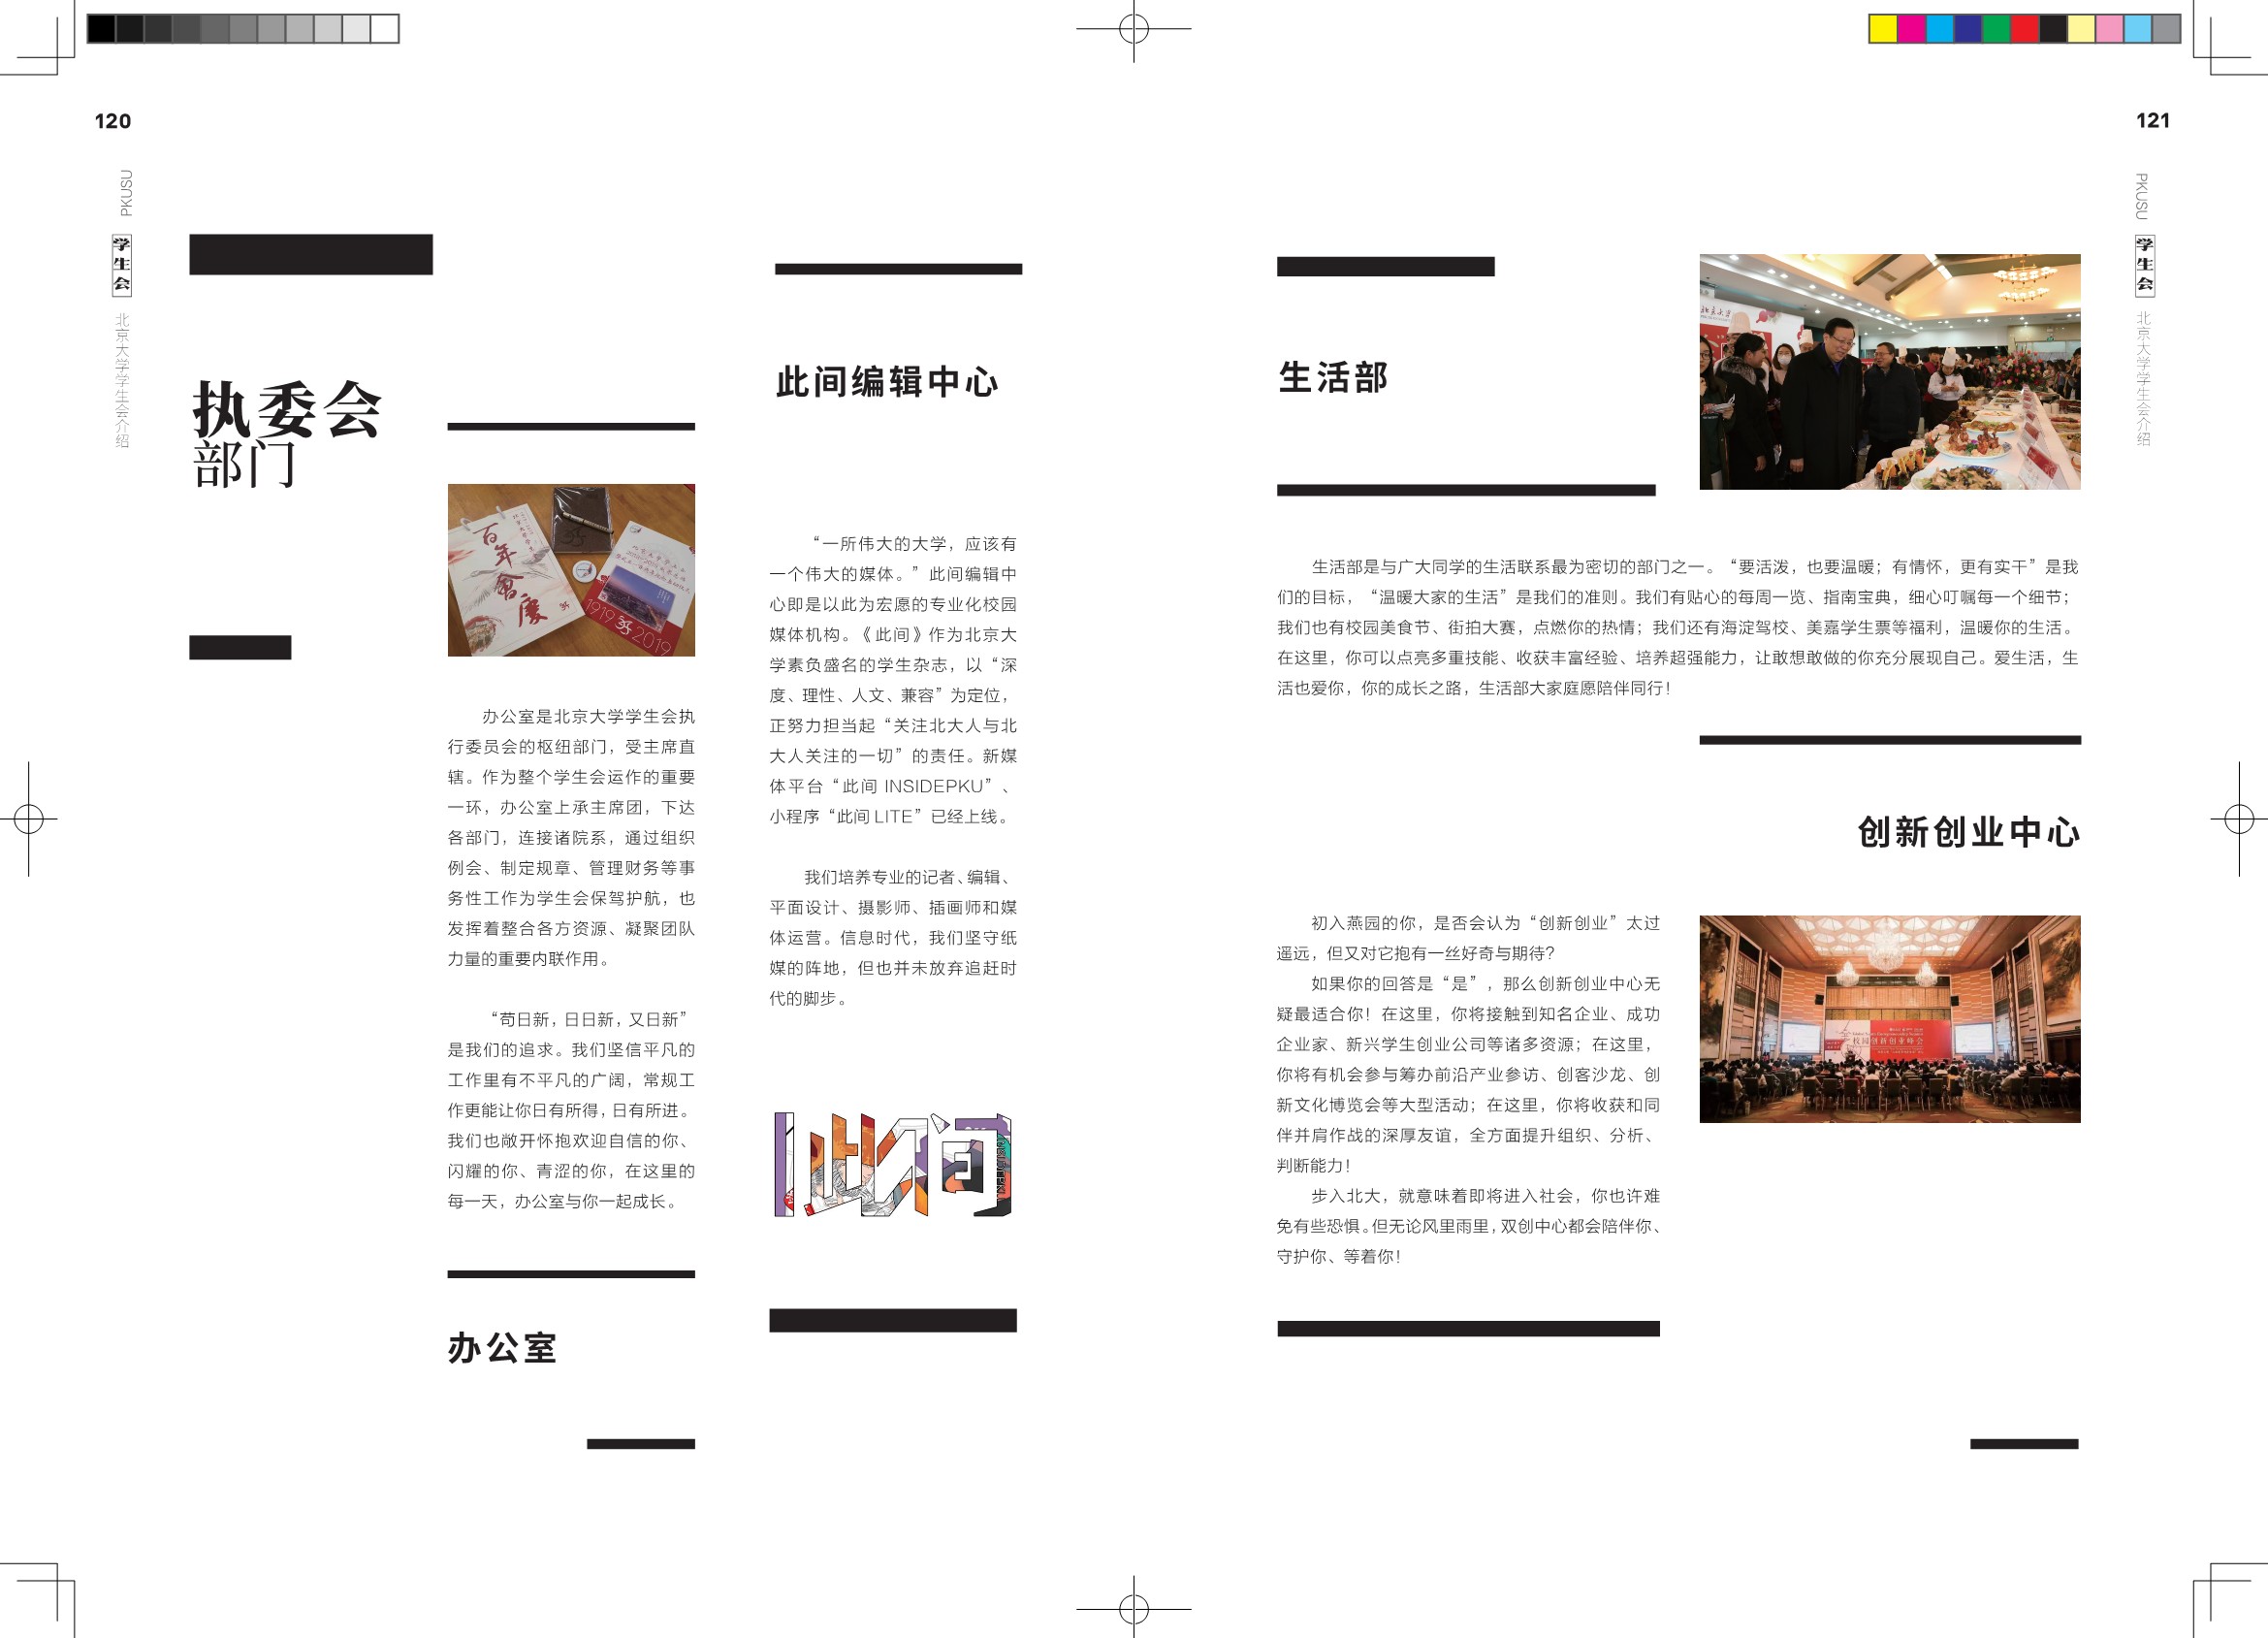 120
PKUSU
学生会
北京大学学生会介绍
执委会
部门
百年會慶
1919 2019
办公室是北京大学学生会执
行委员会的枢纽部门，受主席直
辖。作为整个学生会运作的重要
一环，办公室上承主席团，下达
各部门，连接诸院系，通过组织
例会、制定规章、管理财务等事
务性工作为学生会保驾护航，也
发挥着整合各方资源、凝聚团队
力量的重要内联作用。
“苟日新，日日新，又日新”
是我们的追求。我们坚信平凡的
工作里有不平凡的广阔，常规工
作更能让你日有所得，日有所进。
我们也敞开怀抱欢迎自信的你、
闪耀的你、青涩的你，在这里的
每一天，办公室与你一起成长。
办公室
此间编辑中心
“一所伟大的大学，应该有
一个伟大的媒体。”此间编辑中
心即是以此为宏愿的专业化校园
媒体机构。《此间》作为北京大
学素负盛名的学生杂志，以“深
度、理性、人文、兼容”为定位，
正努力担当起“关注北大人与北
大人关注的一切”的责任。新媒
体平台“此间 INSIDEPKU”、
小程序“此间 LITE”已经上线。
我们培养专业的记者、编辑、
平面设计、摄影师、插画师和媒
体运营。信息时代，我们坚守纸
媒的阵地，但也并未放弃追赶时
代的脚步。
此间
121
PKUSU
学生会
北京大学学生会介绍
生活部
北京大学
生活部是与广大同学的生活联系最为密切的部门之一。“要活泼，也要温暖；有情怀，更有实干”是我
们的目标，“温暖大家的生活”是我们的准则。我们有贴心的每周一览、指南宝典，细心叮嘱每一个细节；
我们也有校园美食节、街拍大赛，点燃你的热情；我们还有海淀驾校、美嘉学生票等福利，温暖你的生活。
在这里，你可以点亮多重技能、收获丰富经验、培养超强能力，让敢想敢做的你充分展现自己。爱生活，生
活也爱你，你的成长之路，生活部大家庭愿陪伴同行！
创新创业中心
初入燕园的你，是否会认为“创新创业”太过
遥远，但又对它抱有一丝好奇与期待？
如果你的回答是“是”，那么创新创业中心无
疑最适合你！在这里，你将接触到知名企业、成功
企业家、新兴学生创业公司等诸多资源；在这里，
你将有机会参与筹办前沿产业参访、创客沙龙、创
新文化博览会等大型活动；在这里，你将收获和同
伴并肩作战的深厚友谊，全方面提升组织、分析、
判断能力！
步入北大，就意味着即将进入社会，你也许难
免有些恐惧。但无论风里雨里，双创中心都会陪伴你、
守护你、等着你！
校园创新创业峰会